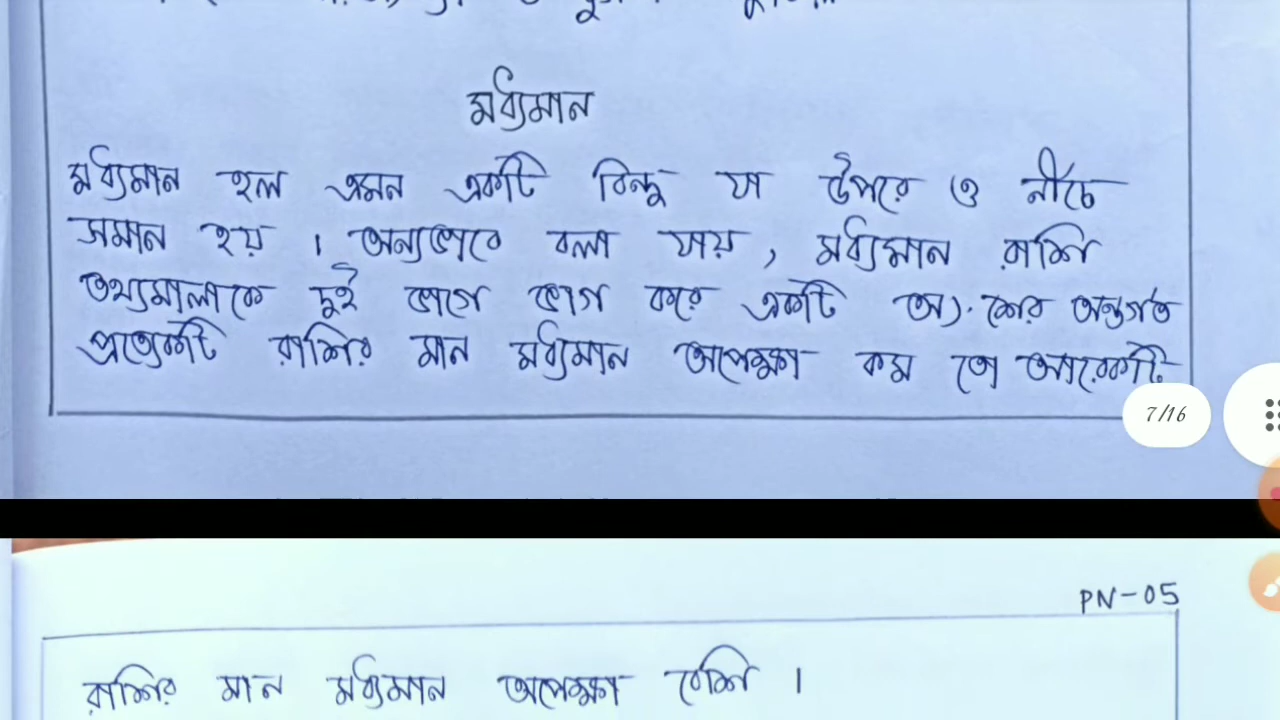 মধ্যমান
মধ্যমান হল এমন একটি বিন্দু যা উপরে ও নীচে
সমান হয় । অন্যভাবে বলা যায় , মধ্যমান রাশি
তথ্যমালাকে দুই ভাগে ভাগ করে একটি অংশের অন্তর্গত
প্রত্যেকটি রাশির মান মধ্যমান অপেক্ষা কম তো আরেকটি
7/16
PN-05
রাশির মান মধ্যমান অপেক্ষা বেশি ।